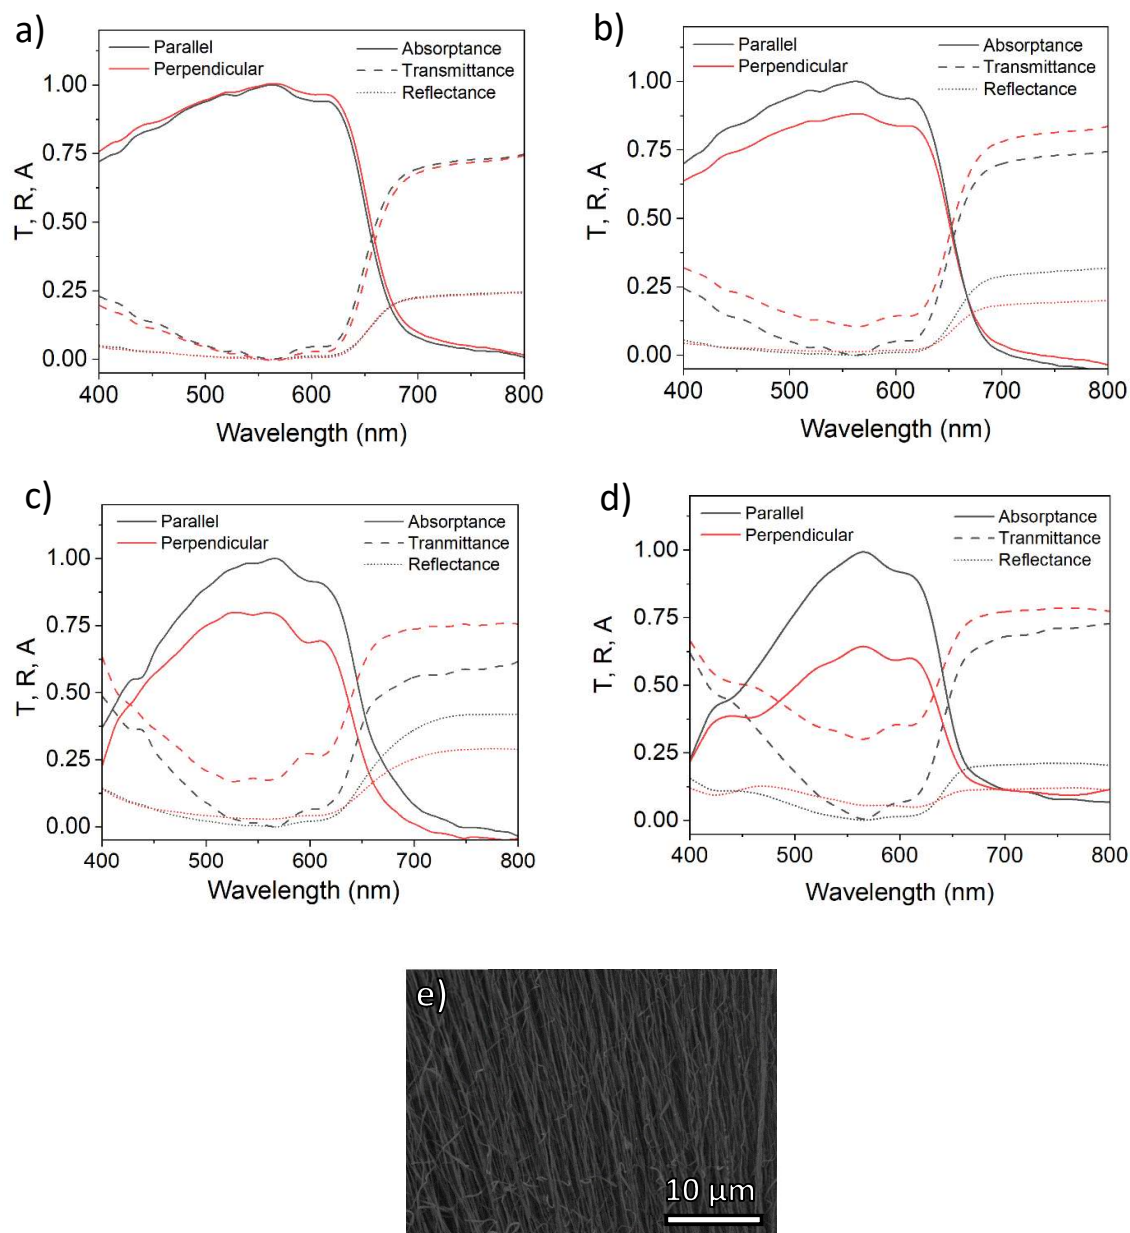 a)
Parallel
Perpendicular
Absorptance
Transmittance
Reflectance
1.00
0.75
0.50
0.25
0.00
T, R, A
400 500 600 700 800
Wavelength (nm)
b)
Parallel
Perpendicular
Absorptance
Transmittance
Reflectance
1.00
0.75
0.50
0.25
0.00
T, R, A
400 500 600 700 800
Wavelength (nm)
c)
Parallel
Perpendicular
Absorptance
Tranmittance
Reflectance
1.00
0.75
0.50
0.25
0.00
T, R, A
400 500 600 700 800
Wavelength (nm)
d)
Parallel
Perpendicular
Absorptance
Tranmittance
Reflectance
1.00
0.75
0.50
0.25
0.00
T, R, A
400 500 600 700 800
Wavelength (nm)
e)
10 μm